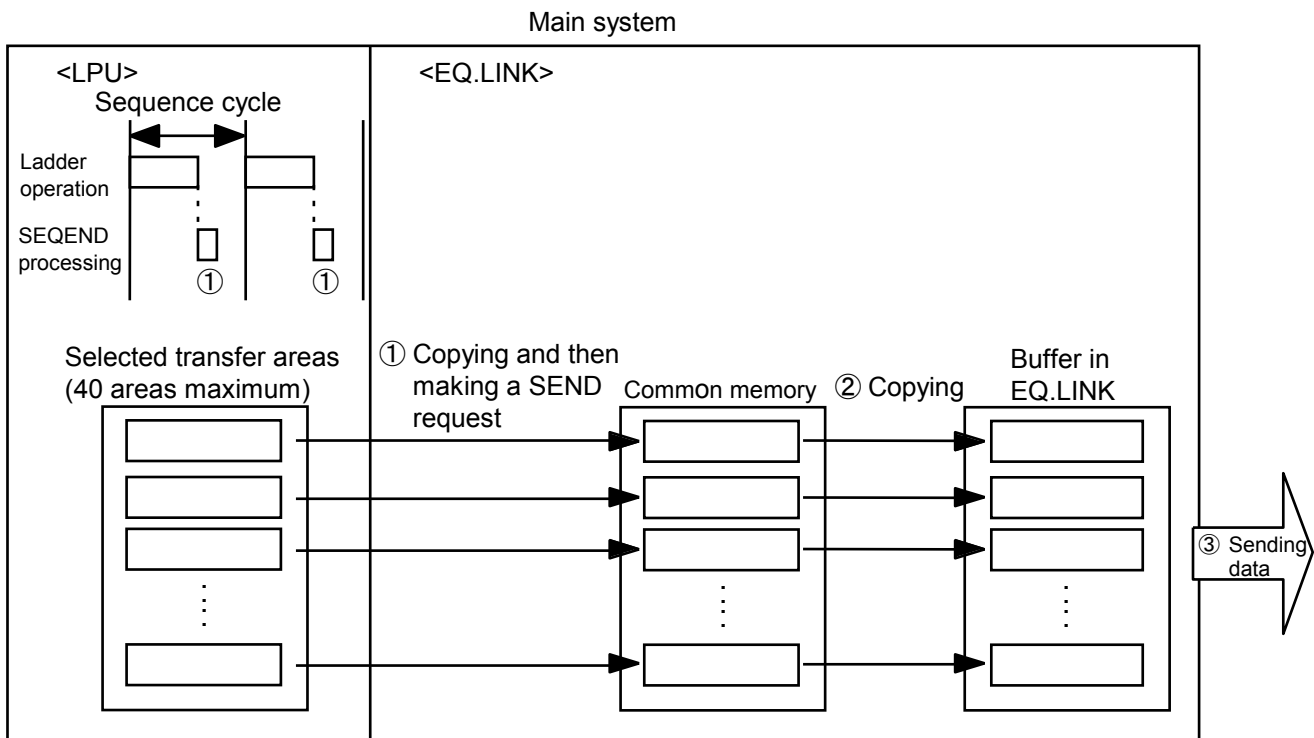 Main system
<LPU>
<EQ.LINK>
Sequence cycle
Ladder
operation
SEQEND
processing
① ①
Selected transfer areas
(40 areas maximum)
① Copying and then
making a SEND
request
Common memory
② Copying
Buffer in
EQ.LINK
③ Sending
data